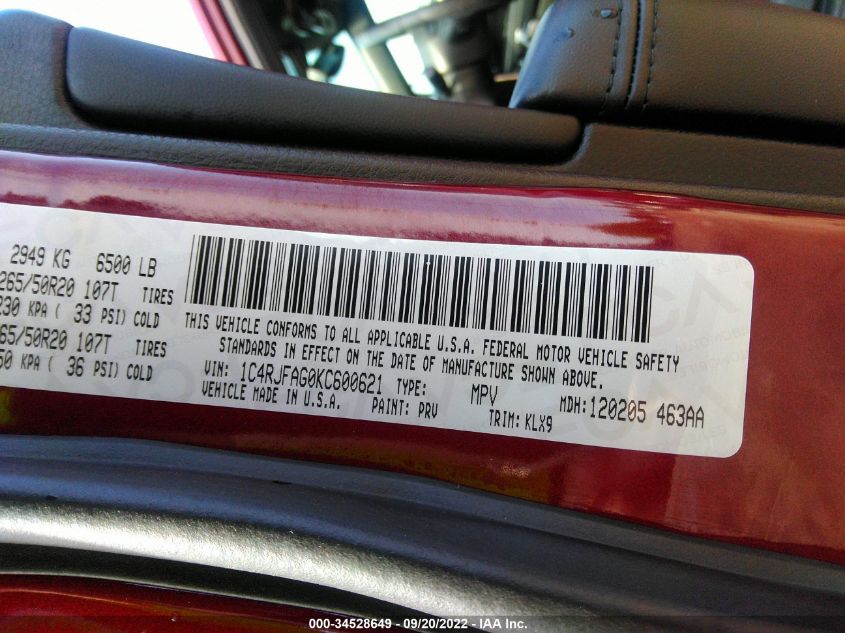 2949 KG 6500 LB
265/50R20 107T TIRES
230 KPA ( 33 PSI) COLD
65/50R20 107T TIRES
50 KPA ( 36 PSI) COLD
THIS VEHICLE CONFORMS TO ALL APPLICABLE U.S.A. FEDERAL MOTOR VEHICLE SAFETY
STANDARDS IN EFFECT ON THE DATE OF MANUFACTURE SHOWN ABOVE.
VIN: 1C4RJFAG0KC600621 TYPE: MPV MDH:120205 463AA
VEHICLE MADE IN U.S.A. PAINT: PRV TRIM: KLX9
000-34528649 - 09/20/2022 - IAA Inc.